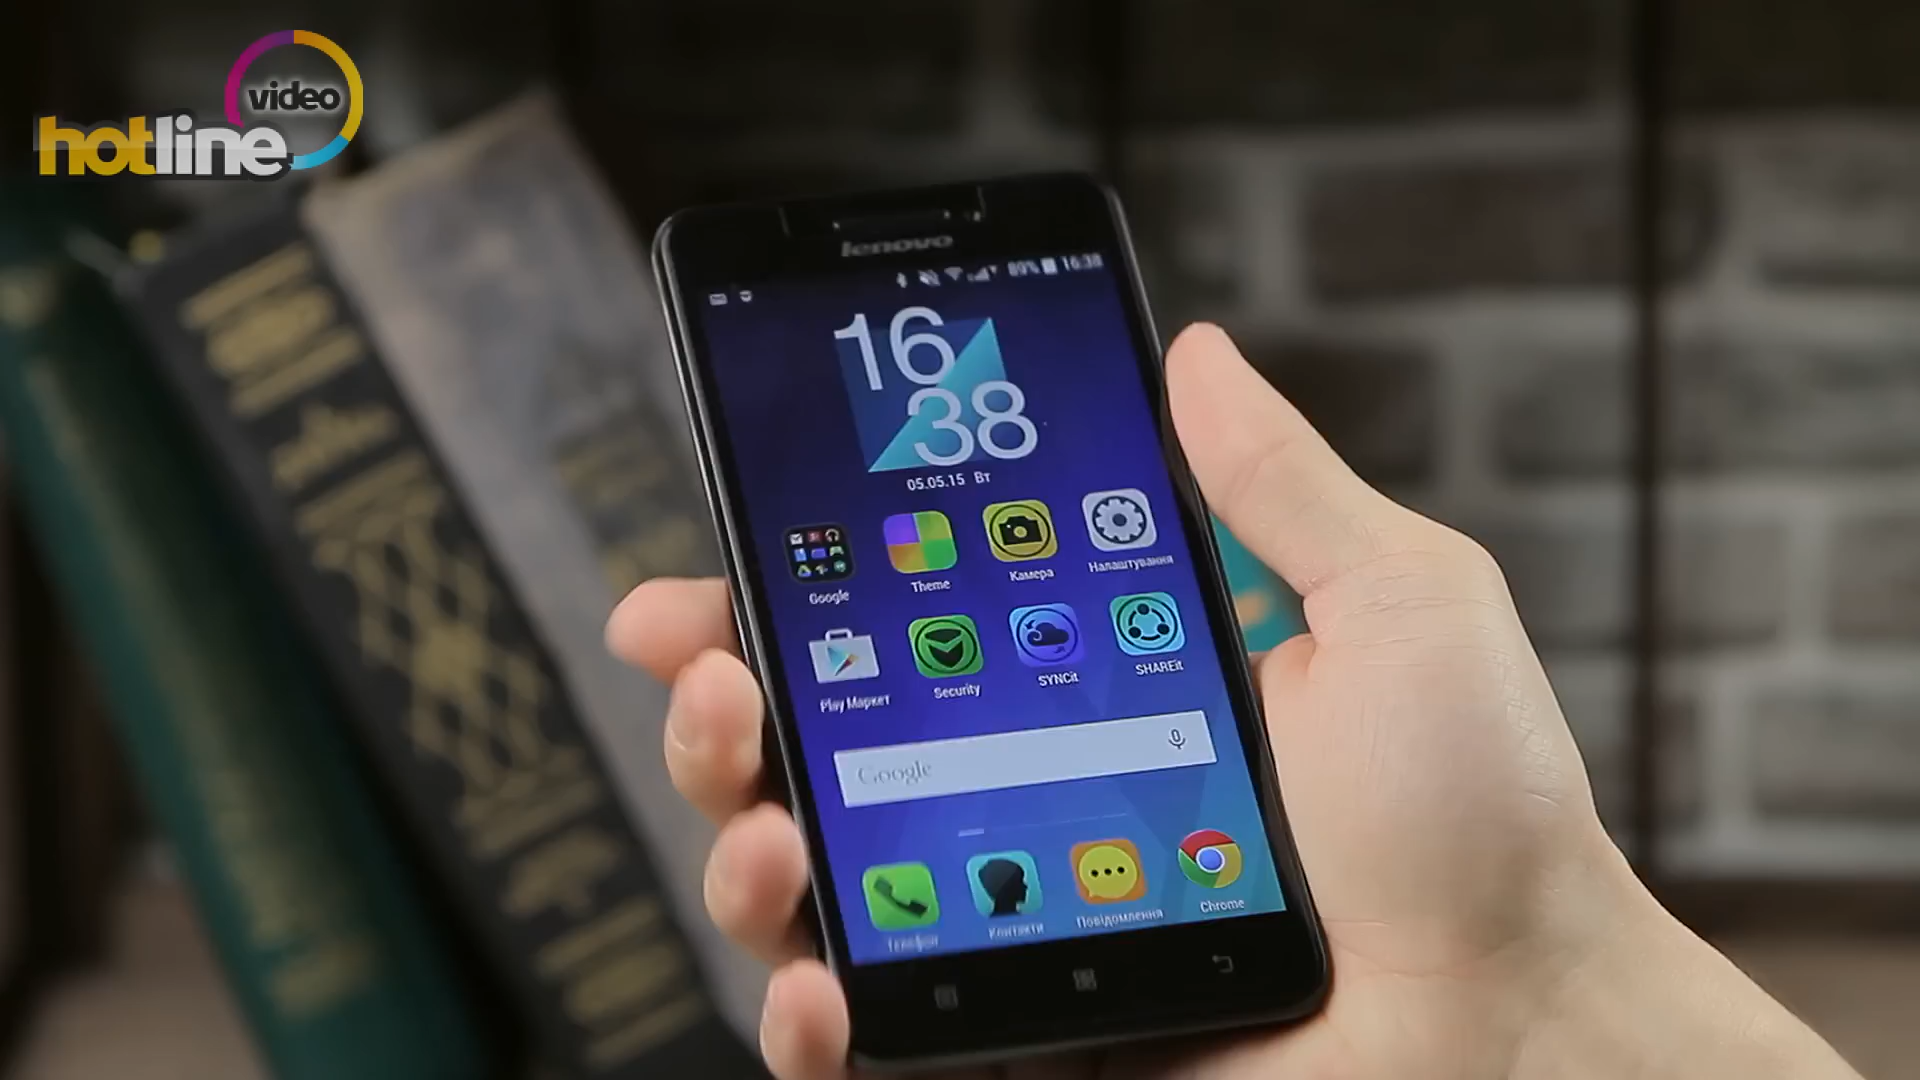 video
hotline
lenovo
89% 16:38
16
38
05.05.15 Вт
Google
Theme
Камера
Налаштування
Play Маркет
Security
SYNCit
SHAREit
Google
Телефон
Контакти
Повідомлення
Chrome